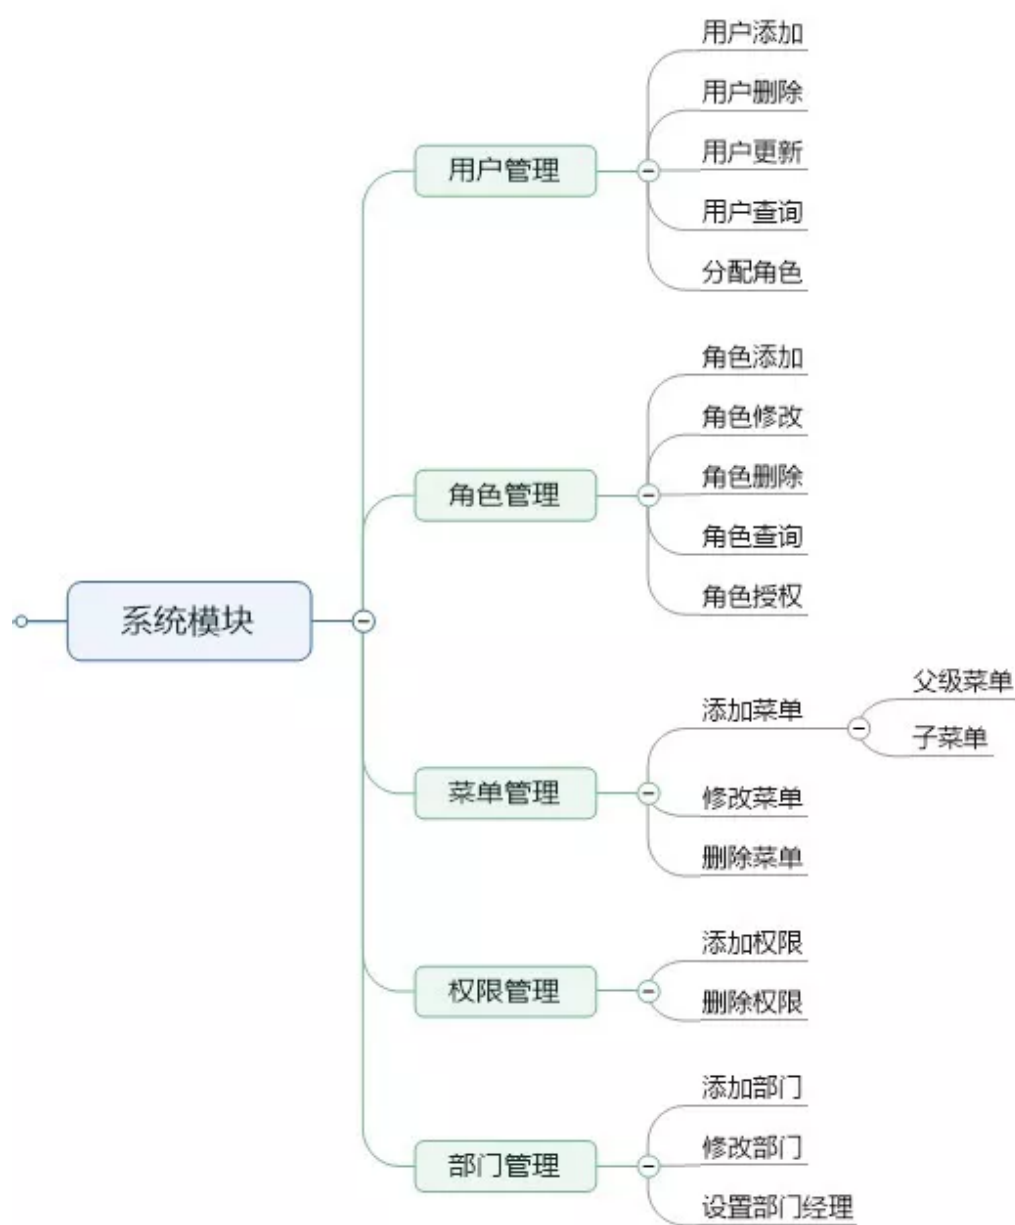 系统模块
用户管理
用户添加
用户删除
用户更新
用户查询
分配角色
角色管理
角色添加
角色修改
角色删除
角色查询
角色授权
菜单管理
添加菜单
父级菜单
子菜单
修改菜单
删除菜单
权限管理
添加权限
删除权限
部门管理
添加部门
修改部门
设置部门经理